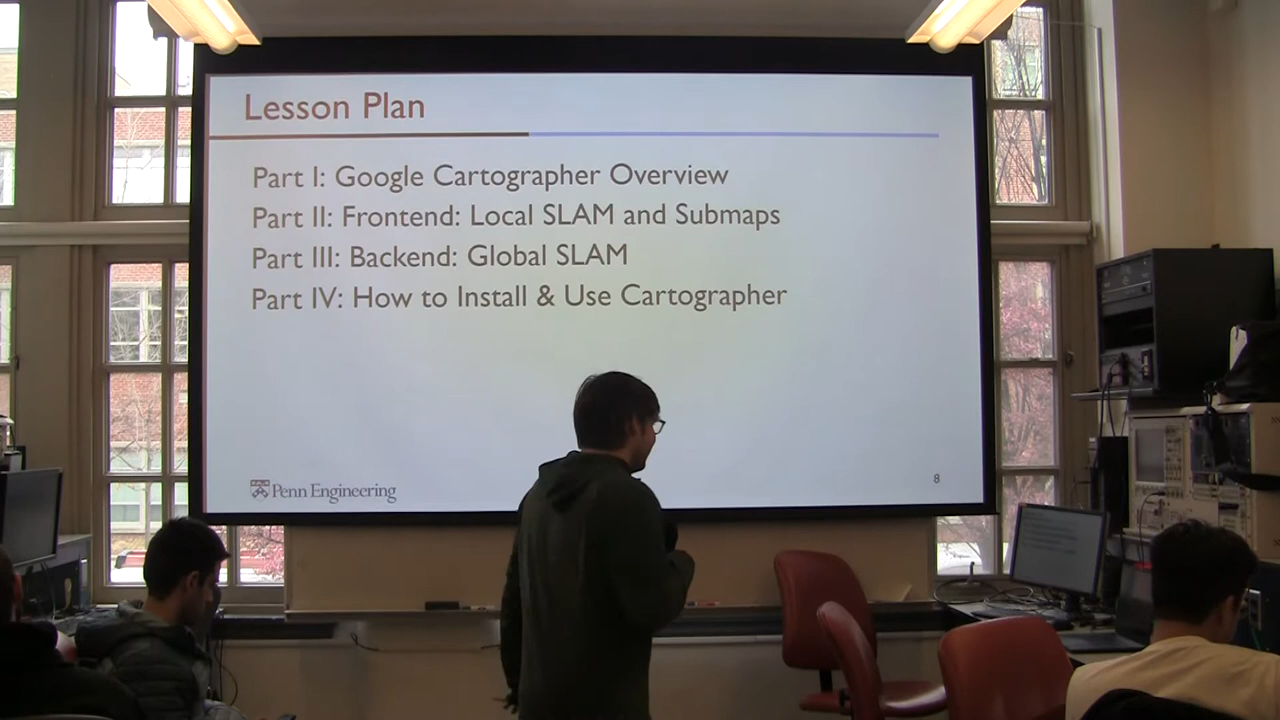 Lesson Plan
Part I: Google Cartographer Overview
Part II: Frontend: Local SLAM and Submaps
Part III: Backend: Global SLAM
Part IV: How to Install & Use Cartographer
Penn Engineering
8